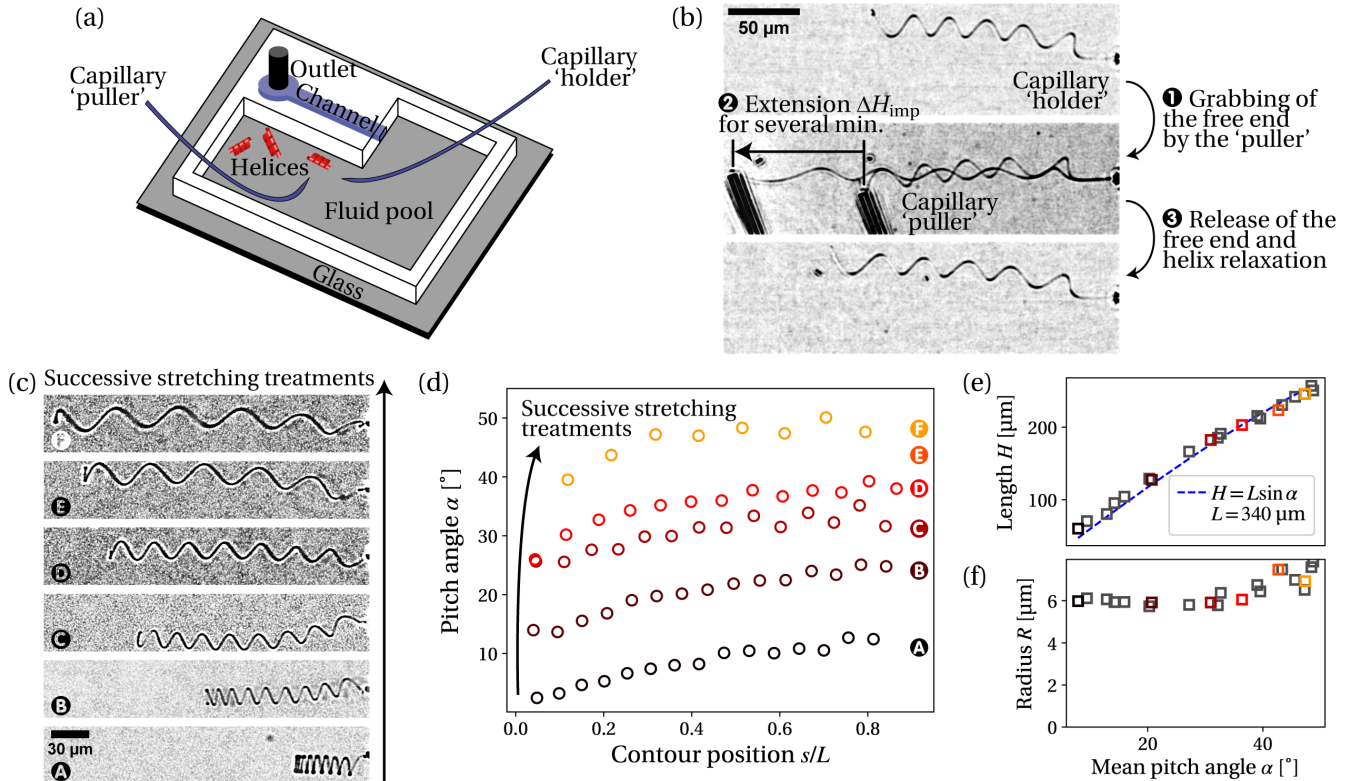 (a)
Outlet
Channel
Capillary
'puller'
Capillary
'holder'
Helices
Fluid pool
Glass
(b)
50 µm
Capillary
'holder'
❶ Grabbing of
the free end
by the 'puller'
❷ Extension ΔH_imp
for several min.
Capillary
'puller'
❸ Release of the
free end and
helix relaxation
(c)
Successive stretching treatments
F
E
D
C
B
30 µm
A
(d)
Successive stretching
treatments
F
E
D
C
B
A
50
40
30
20
10
Pitch angle α [°]
0.0 0.2 0.4 0.6 0.8
Contour position s/L
(e)
Length H [µm]
200
100
H = L sin α
L = 340 µm
(f)
Radius R [µm]
6
4
2
0
20 40
Mean pitch angle α [°]